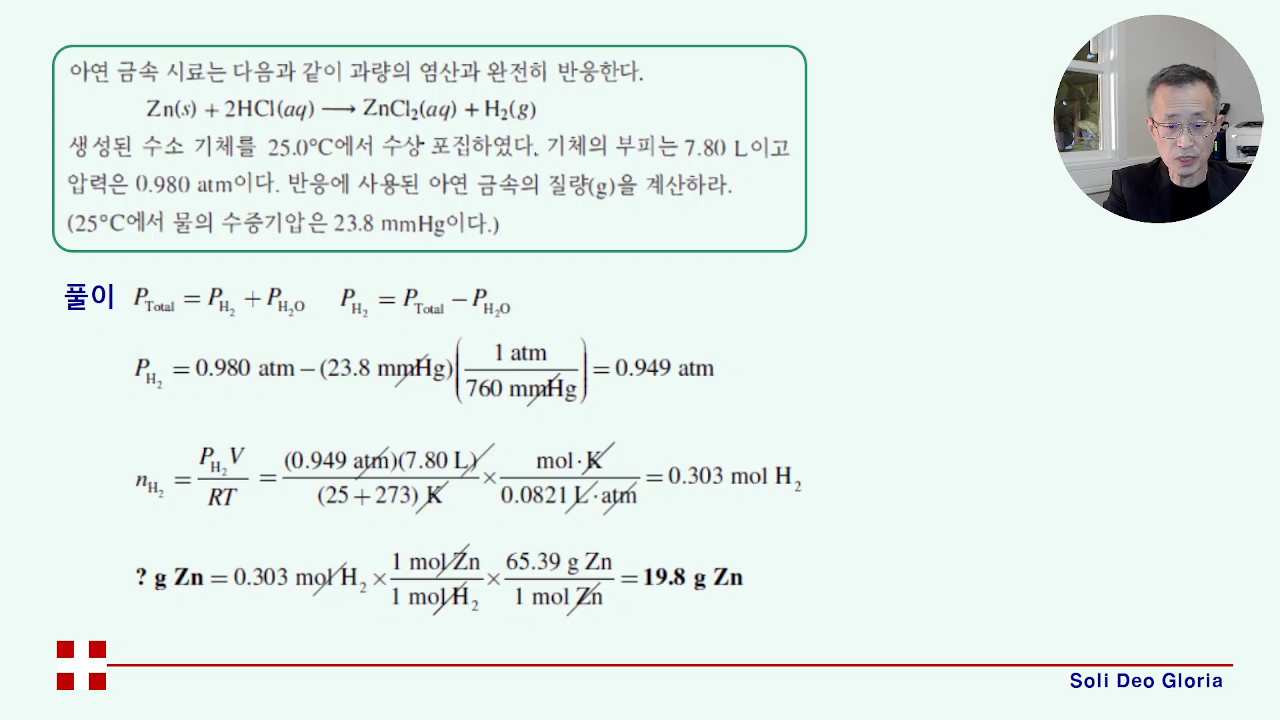 아연 금속 시료는 다음과 같이 과량의 염산과 완전히 반응한다.
Zn(s) + 2HCl(aq) ⟶ ZnCl₂(aq) + H₂(g)
생성된 수소 기체를 25.0°C에서 수상 포집하였다. 기체의 부피는 7.80 L이고
압력은 0.980 atm이다. 반응에 사용된 아연 금속의 질량(g)을 계산하라.
(25°C에서 물의 수증기압은 23.8 mmHg이다.)
풀이 P_Total = P_H₂ + P_H₂O P_H₂ = P_Total − P_H₂O
P_H₂ = 0.980 atm − (23.8 mmHg)(1 atm / 760 mmHg) = 0.949 atm
n_H₂ = P_H₂ V / RT = (0.949 atm)(7.80 L) / (25 + 273) K × mol·K / 0.0821 L·atm = 0.303 mol H₂
? g Zn = 0.303 mol H₂ × 1 mol Zn / 1 mol H₂ × 65.39 g Zn / 1 mol Zn = 19.8 g Zn
Soli Deo Gloria